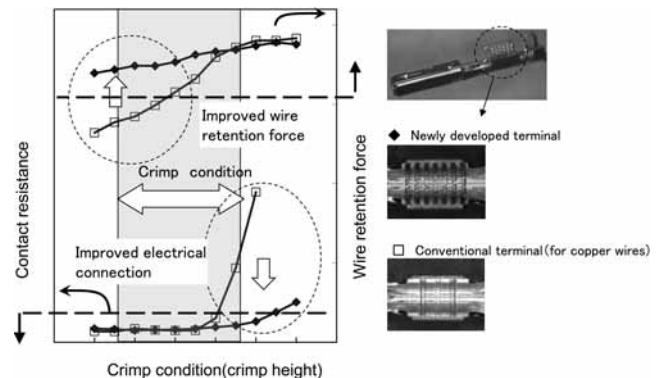 Contact resistance
Improved wire
retention force
Crimp condition
Improved electrical
connection
Crimp condition(crimp height)
Wire retention force
Newly developed terminal
Conventional terminal(for copper wires)